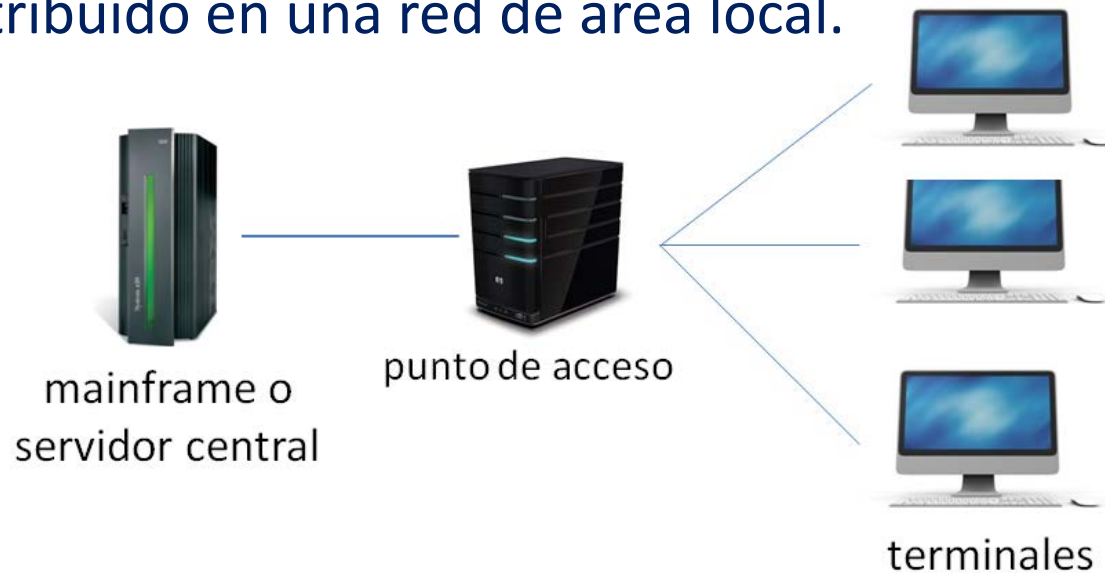 tribuido en una red de área local.
punto de acceso
mainframe o
servidor central
terminales